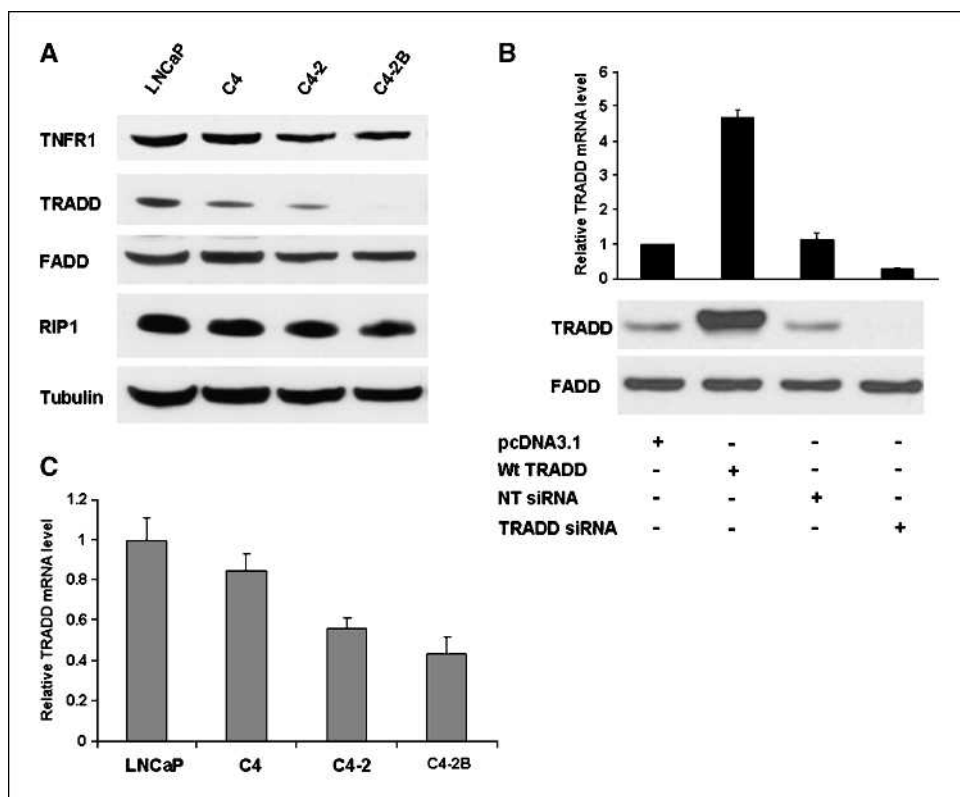 A
LNCaP C4 C4-2 C4-2B
TNFR1
TRADD
FADD
RIP1
Tubulin
B
Relative TRADD mRNA level
6
5
4
3
2
1
0
TRADD
FADD
pcDNA3.1 + - - -
Wt TRADD - + - -
NT siRNA - - + -
TRADD siRNA - - - +
C
Relative TRADD mRNA level
1.2
1
0.8
0.6
0.4
0.2
0
LNCaP C4 C4-2 C4-2B